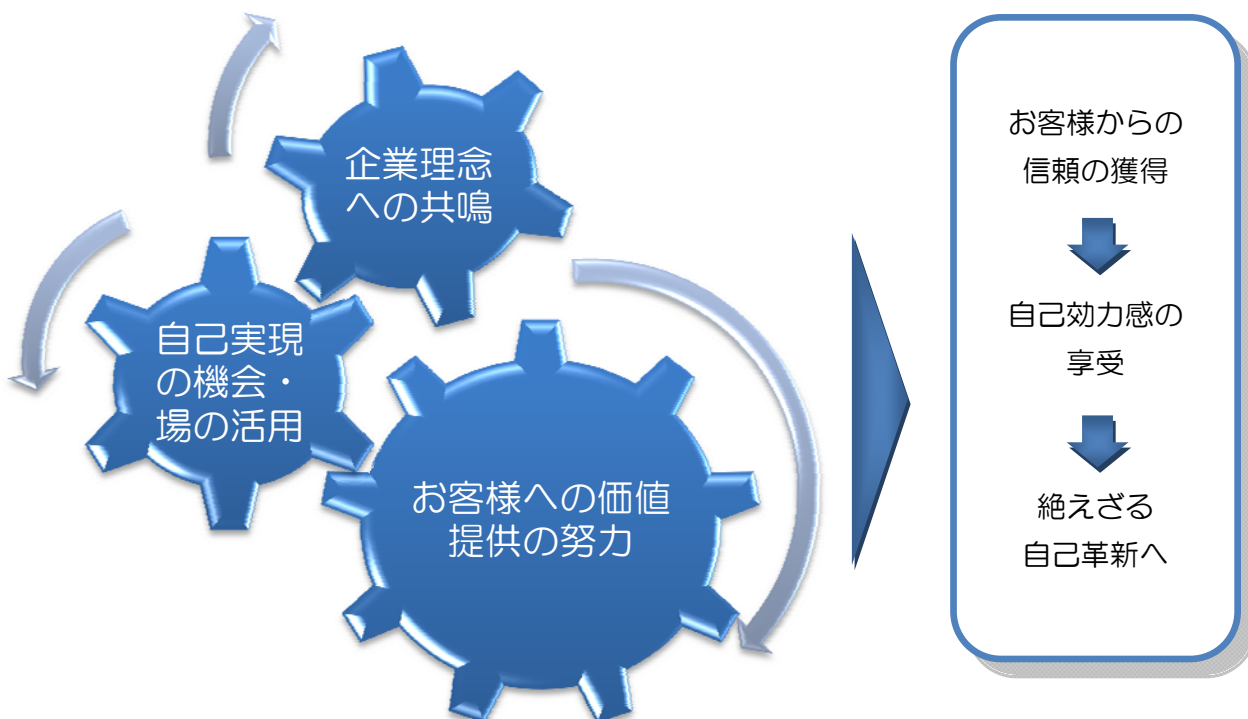 企業理念
への共鳴
自己実現
の機会・
場の活用
お客様への価値
提供の努力
お客様からの
信頼の獲得
自己効力感の
享受
絶えざる
自己革新へ